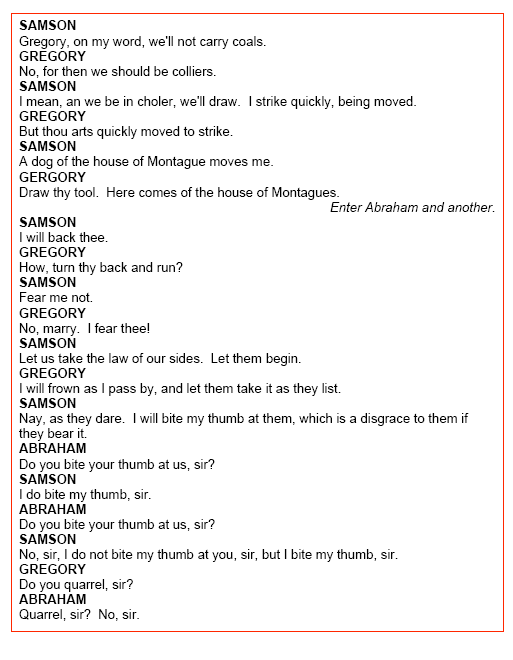 SAMSON
Gregory, on my word, we'll not carry coals.
GREGORY
No, for then we should be colliers.
SAMSON
I mean, an we be in choler, we'll draw.  I strike quickly, being moved.
GREGORY
But thou arts quickly moved to strike.
SAMSON
A dog of the house of Montague moves me.
GERGORY
Draw thy tool.  Here comes of the house of Montagues.
Enter Abraham and another.
SAMSON
I will back thee.
GREGORY
How, turn thy back and run?
SAMSON
Fear me not.
GREGORY
No, marry.  I fear thee!
SAMSON
Let us take the law of our sides.  Let them begin.
GREGORY
I will frown as I pass by, and let them take it as they list.
SAMSON
Nay, as they dare.  I will bite my thumb at them, which is a disgrace to them if
they bear it.
ABRAHAM
Do you bite your thumb at us, sir?
SAMSON
I do bite my thumb, sir.
ABRAHAM
Do you bite your thumb at us, sir?
SAMSON
No, sir, I do not bite my thumb at you, sir, but I bite my thumb, sir.
GREGORY
Do you quarrel, sir?
ABRAHAM
Quarrel, sir?  No, sir.